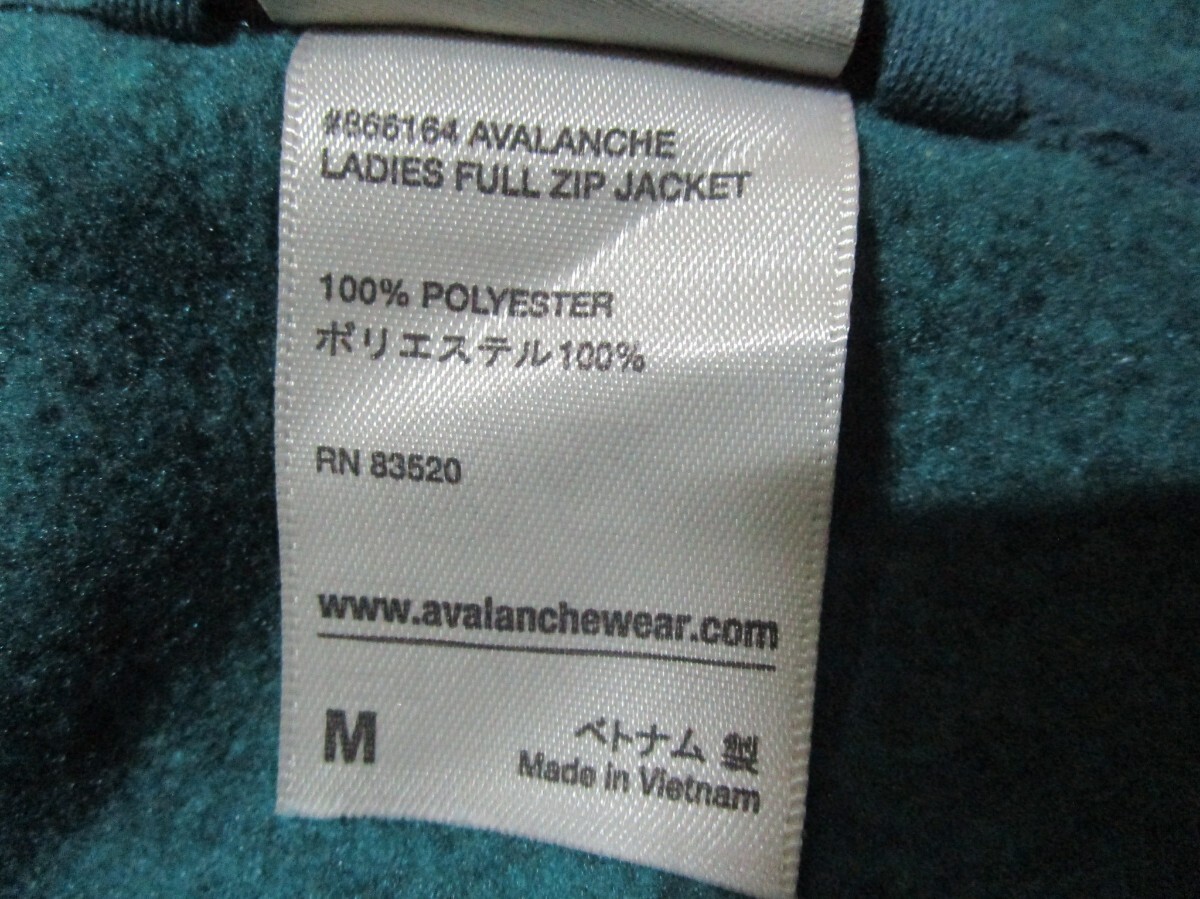 #866164 AVALANCHE
LADIES FULL ZIP JACKET
100% POLYESTER
ポリエステル100%
RN 83520
www.avalanchewear.com
M
ベトナム 製
Made in Vietnam